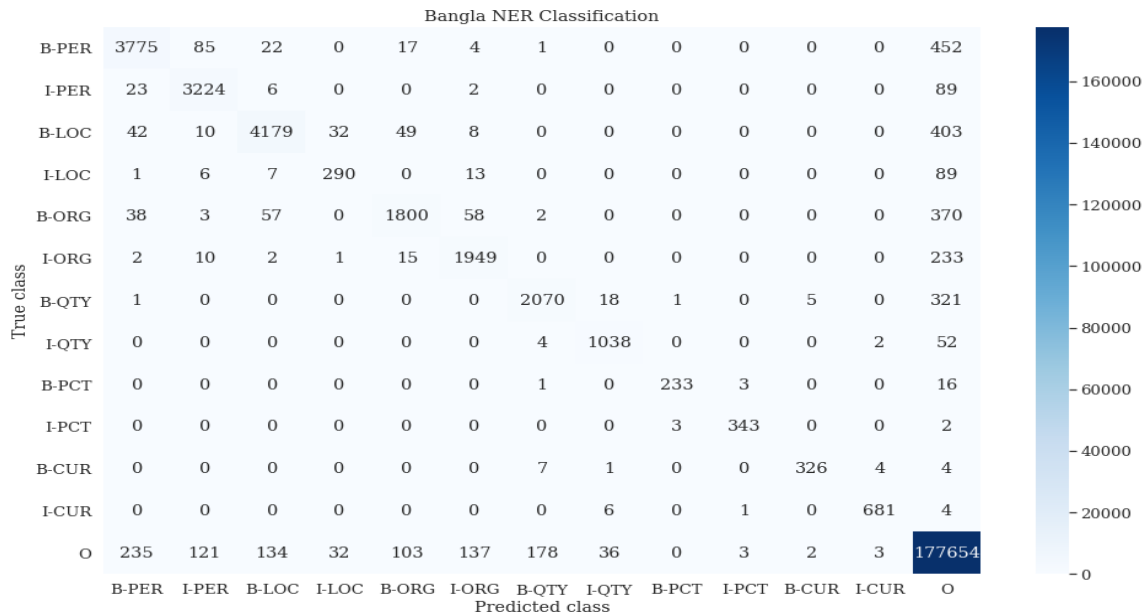 Bangla NER Classification
B-PER 3775 85 22 0 17 4 1 0 0 0 0 0 452
I-PER 23 3224 6 0 0 2 0 0 0 0 0 0 89
B-LOC 42 10 4179 32 49 8 0 0 0 0 0 0 403
I-LOC 1 6 7 290 0 13 0 0 0 0 0 0 89
B-ORG 38 3 57 0 1800 58 2 0 0 0 0 0 370
I-ORG 2 10 2 1 15 1949 0 0 0 0 0 0 233
B-QTY 1 0 0 0 0 0 2070 18 1 0 5 0 321
I-QTY 0 0 0 0 0 0 4 1038 0 0 0 2 52
B-PCT 0 0 0 0 0 0 1 0 233 3 0 0 16
I-PCT 0 0 0 0 0 0 0 0 3 343 0 0 2
B-CUR 0 0 0 0 0 0 7 1 0 0 326 4 4
I-CUR 0 0 0 0 0 0 0 6 0 1 0 681 4
O 235 121 134 32 103 137 178 36 0 3 2 3 177654
B-PER I-PER B-LOC I-LOC B-ORG I-ORG B-QTY I-QTY B-PCT I-PCT B-CUR I-CUR O
Predicted class
True class
160000
140000
120000
100000
80000
60000
40000
20000
0